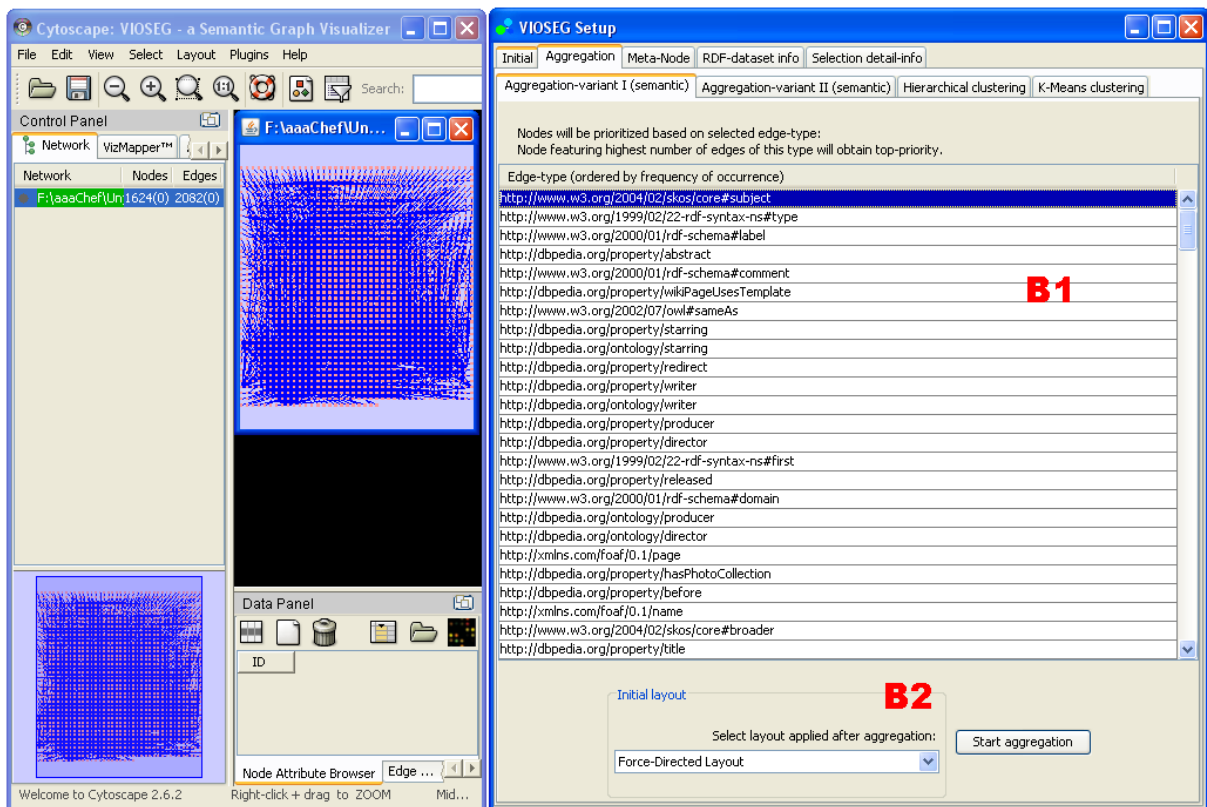 Cytoscape: VIOSEG - a Semantic Graph Visualizer
File Edit View Select Layout Plugins Help
Search:
Control Panel
Network VizMapper™
Network Nodes Edges
F:\aaaChef\Un 1624(0) 2082(0)
F:\aaaChef\Un...
Data Panel
ID
Node Attribute Browser Edge ...
Welcome to Cytoscape 2.6.2 Right-click + drag to ZOOM Mid...
VIOSEG Setup
Initial Aggregation Meta-Node RDF-dataset info Selection detail-info
Aggregation-variant I (semantic) Aggregation-variant II (semantic) Hierarchical clustering K-Means clustering
Nodes will be prioritized based on selected edge-type:
Node featuring highest number of edges of this type will obtain top-priority.
Edge-type (ordered by frequency of occurrence)
http://www.w3.org/2004/02/skos/core#subject
http://www.w3.org/1999/02/22-rdf-syntax-ns#type
http://www.w3.org/2000/01/rdf-schema#label
http://dbpedia.org/property/abstract
http://www.w3.org/2000/01/rdf-schema#comment
http://dbpedia.org/property/wikiPageUsesTemplate
B1
http://www.w3.org/2002/07/owl#sameAs
http://dbpedia.org/property/starring
http://dbpedia.org/ontology/starring
http://dbpedia.org/property/redirect
http://dbpedia.org/property/writer
http://dbpedia.org/ontology/writer
http://dbpedia.org/property/producer
http://dbpedia.org/property/director
http://www.w3.org/1999/02/22-rdf-syntax-ns#first
http://dbpedia.org/property/released
http://www.w3.org/2000/01/rdf-schema#domain
http://dbpedia.org/ontology/producer
http://dbpedia.org/ontology/director
http://xmlns.com/foaf/0.1/page
http://dbpedia.org/property/hasPhotoCollection
http://dbpedia.org/property/before
http://xmlns.com/foaf/0.1/name
http://www.w3.org/2004/02/skos/core#broader
http://dbpedia.org/property/title
Initial layout
B2
Select layout applied after aggregation:
Force-Directed Layout
Start aggregation